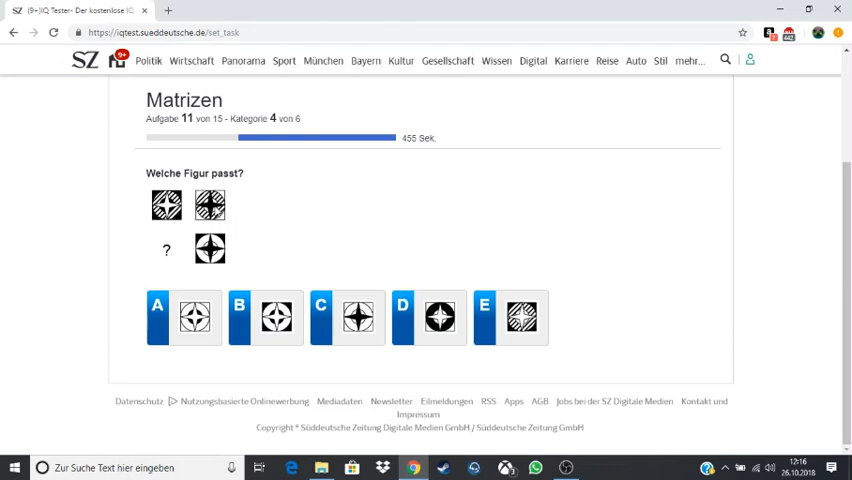 SZ (9+)IQ Tester- Der kostenlose IQ
https://iqtest.sueddeutsche.de/set_task
442
SZ 9+ Politik Wirtschaft Panorama Sport München Bayern Kultur Gesellschaft Wissen Digital Karriere Reise Auto Stil mehr...
Matrizen
Aufgabe 11 von 15 - Kategorie 4 von 6
455 Sek.
Welche Figur passt?
?
A B C D E
Datenschutz Nutzungsbasierte Onlinewerbung Mediadaten Newsletter Eilmeldungen RSS Apps AGB Jobs bei der SZ Digitale Medien Kontakt und
Impressum
Copyright © Süddeutsche Zeitung Digitale Medien GmbH / Süddeutsche Zeitung GmbH
Zur Suche Text hier eingeben
12:16
26.10.2018